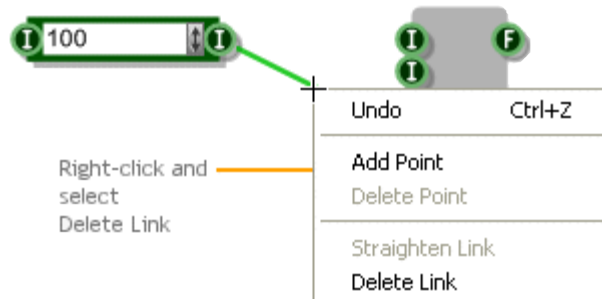 I 100 I
I F
I
Undo Ctrl+Z
Add Point
Delete Point
Straighten Link
Delete Link
Right-click and
select
Delete Link